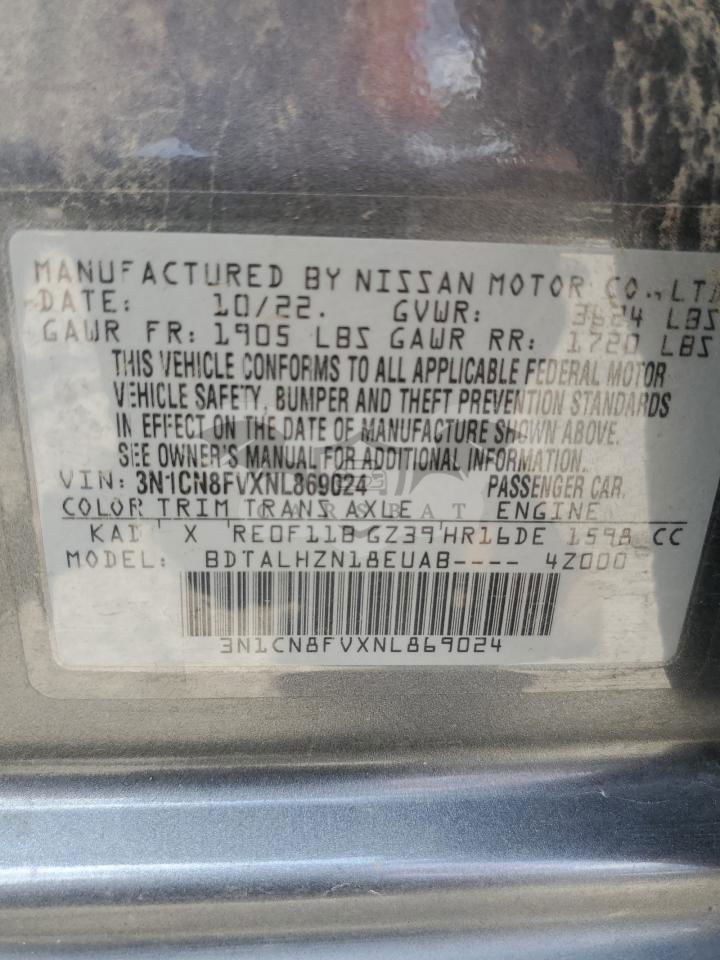 MANUFACTURED BY NISSAN MOTOR CO., LT
DATE: 10/22. GVWR: 3624 LBS
GAWR FR: 1905 LBS GAWR RR: 1720 LBS
THIS VEHICLE CONFORMS TO ALL APPLICABLE FEDERAL MOTOR
VEHICLE SAFETY, BUMPER AND THEFT PREVENTION STANDARDS
IN EFFECT ON THE DATE OF MANUFACTURE SHOWN ABOVE.
SEE OWNER'S MANUAL FOR ADDITIONAL INFORMATION.
VIN: 3N1CN8FVXNL869024 PASSENGER CAR.
COLOR TRIM TRANS AXLE ENGINE
KAD X RE0F11B GZ39 HR16DE 1598 CC
MODEL: BDTALHZN18EUAB---- 4Z000
3N1CN8FVXNL869024